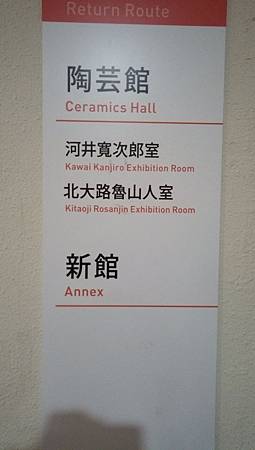 Return Route
陶芸館
Ceramics Hall
河井寬次郎室
Kawai Kanjiro Exhibition Room
北大路魯山人室
Kitaoji Rosanjin Exhibition Room
新館
Annex